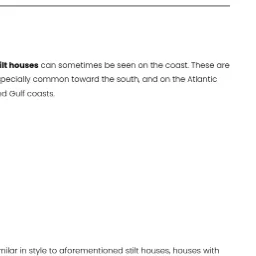 ilt houses can sometimes be seen on the coast. These are
pecially common toward the south, and on the Atlantic
d Gulf coasts.
milar in style to aforementioned stilt houses, houses with